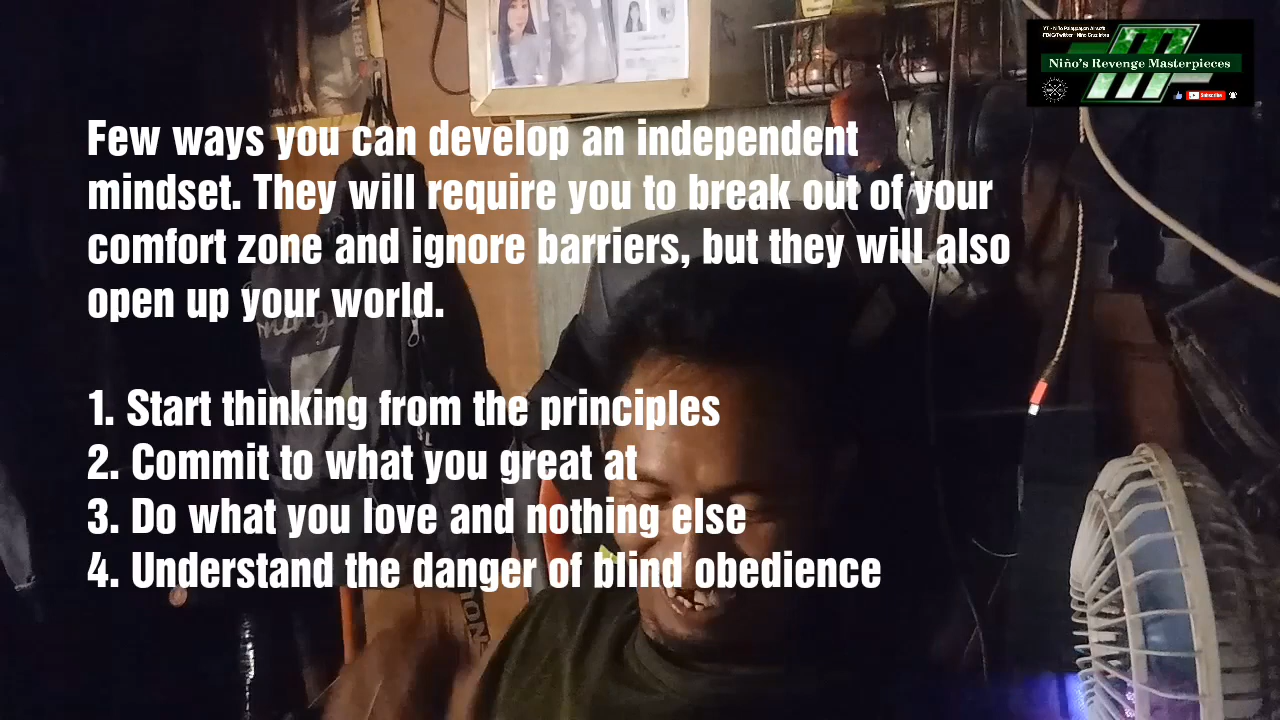 Few ways you can develop an independent
mindset. They will require you to break out of your
comfort zone and ignore barriers, but they will also
open up your world.
1. Start thinking from the principles
2. Commit to what you great at
3. Do what you love and nothing else
4. Understand the danger of blind obedience
Niño's Revenge Masterpieces
Subscribe